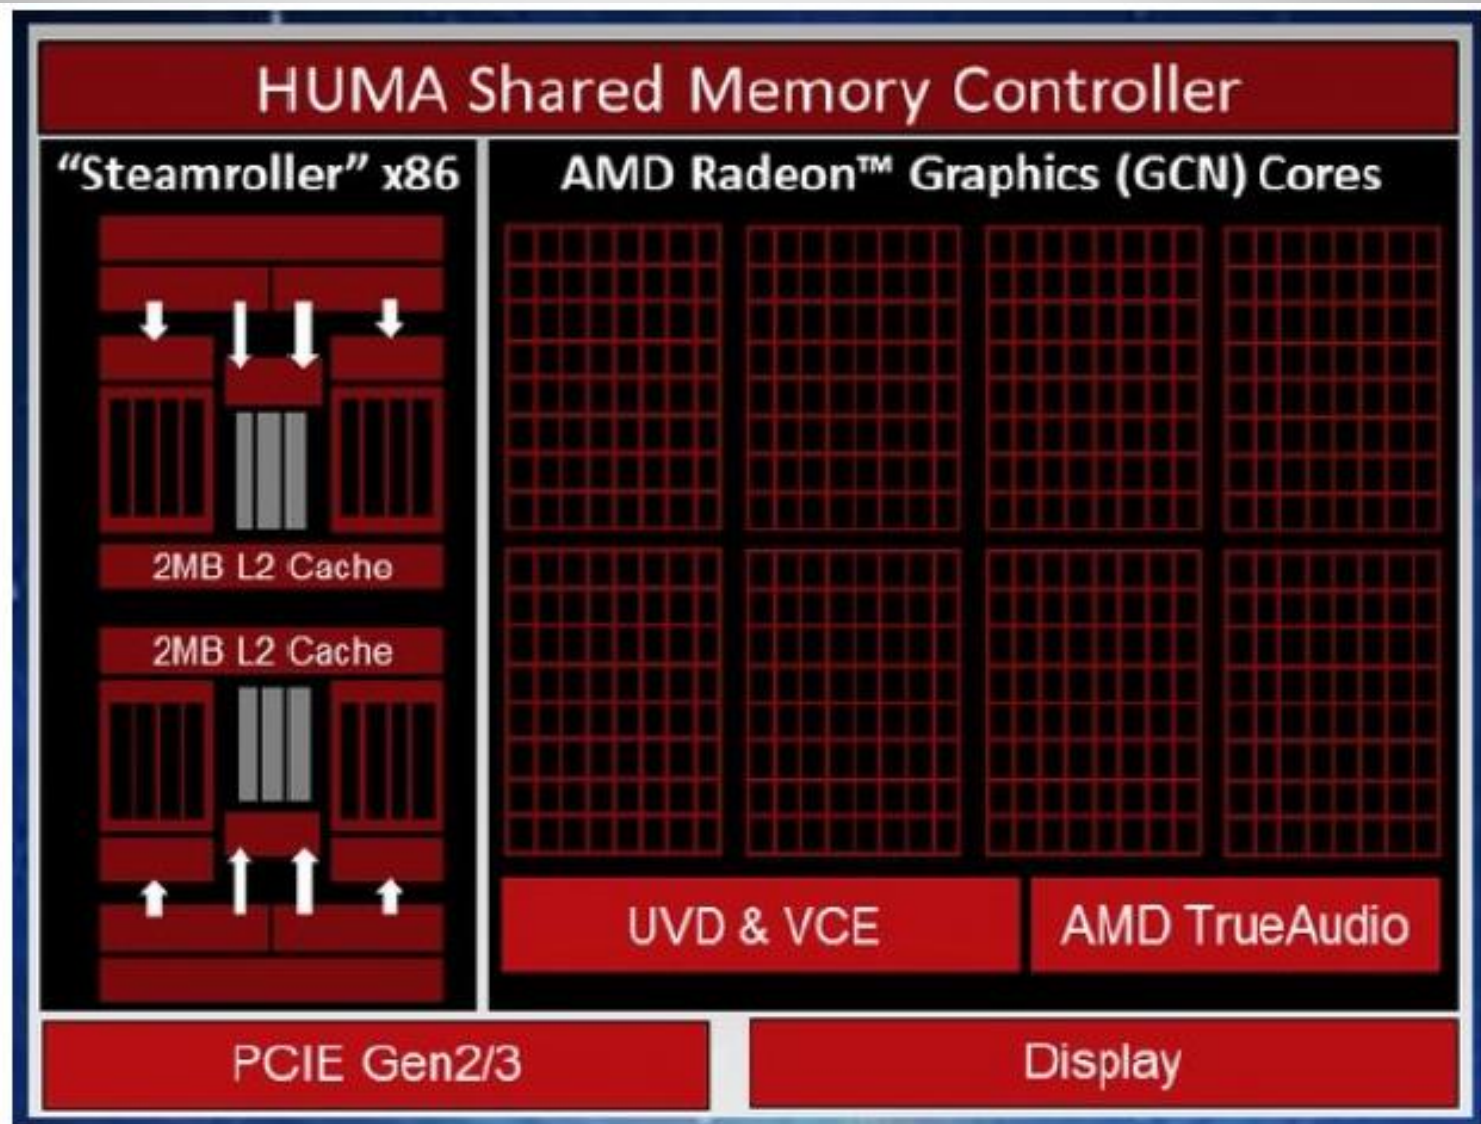 HUMA Shared Memory Controller
"Steamroller" x86
AMD Radeon™ Graphics (GCN) Cores
2MB L2 Cache
2MB L2 Cache
UVD & VCE
AMD TrueAudio
PCIE Gen2/3
Display